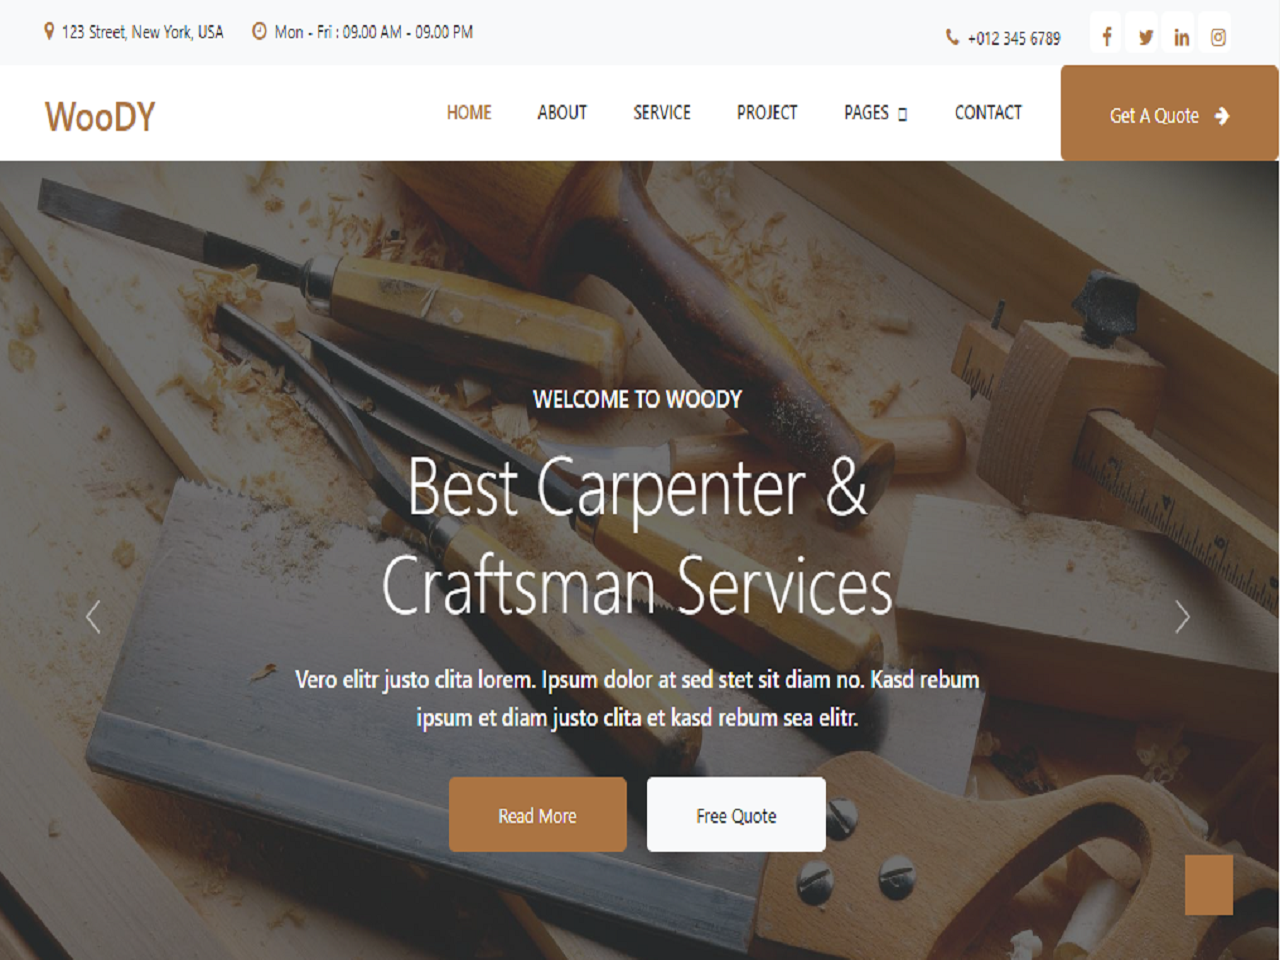 123 Street, New York, USA
Mon - Fri : 09.00 AM - 09.00 PM
+012 345 6789
WooDY
HOME
ABOUT
SERVICE
PROJECT
PAGES
CONTACT
Get A Quote
WELCOME TO WOODY
Best Carpenter &
Craftsman Services
Vero elitr justo clita lorem. Ipsum dolor at sed stet sit diam no. Kasd rebum
ipsum et diam justo clita et kasd rebum sea elitr.
Read More
Free Quote